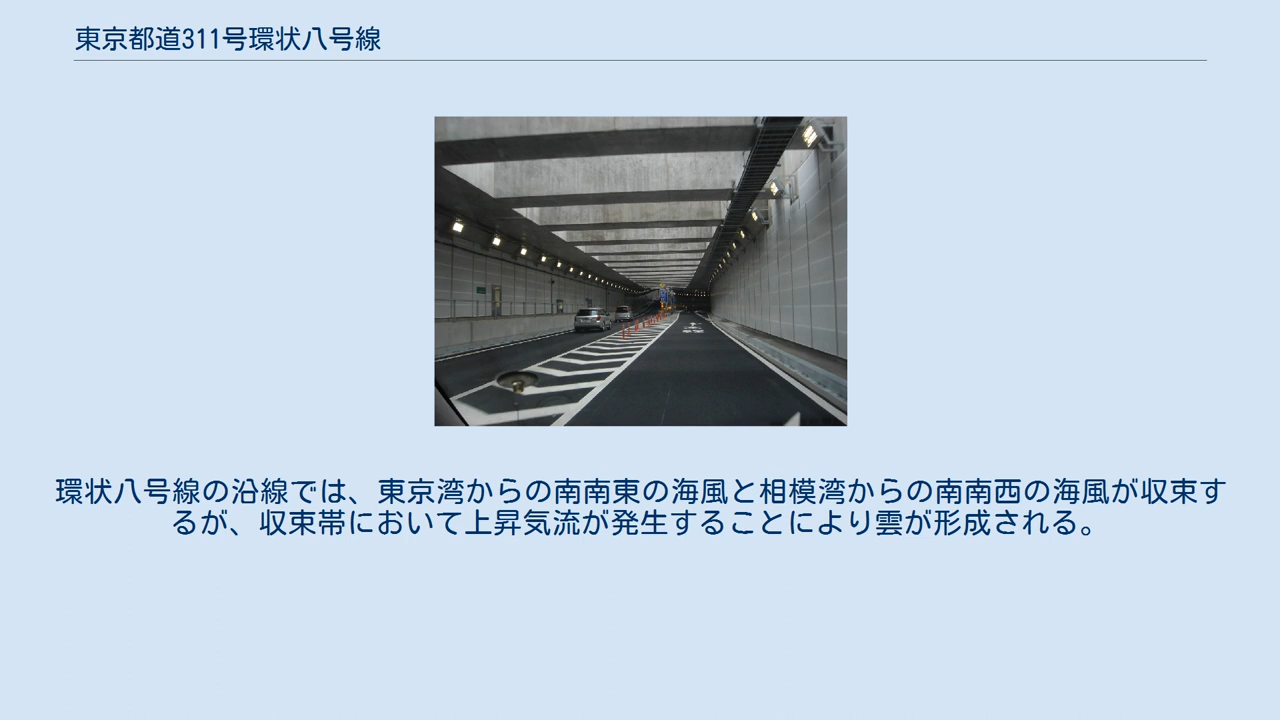 東京都道311号環状八号線
環状八号線の沿線では、東京湾からの南南東の海風と相模湾からの南南西の海風が収束す
るが、収束帯において上昇気流が発生することにより雲が形成される。